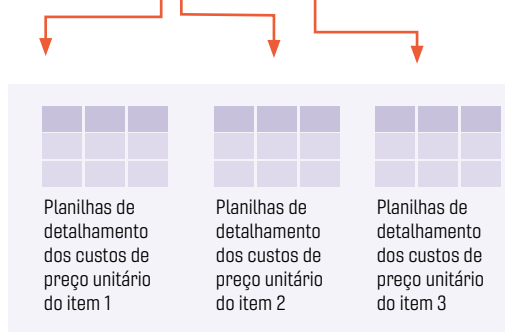 Planilhas de
detalhamento
dos custos de
preço unitário
do item 1
Planilhas de
detalhamento
dos custos de
preço unitário
do item 2
Planilhas de
detalhamento
dos custos de
preço unitário
do item 3